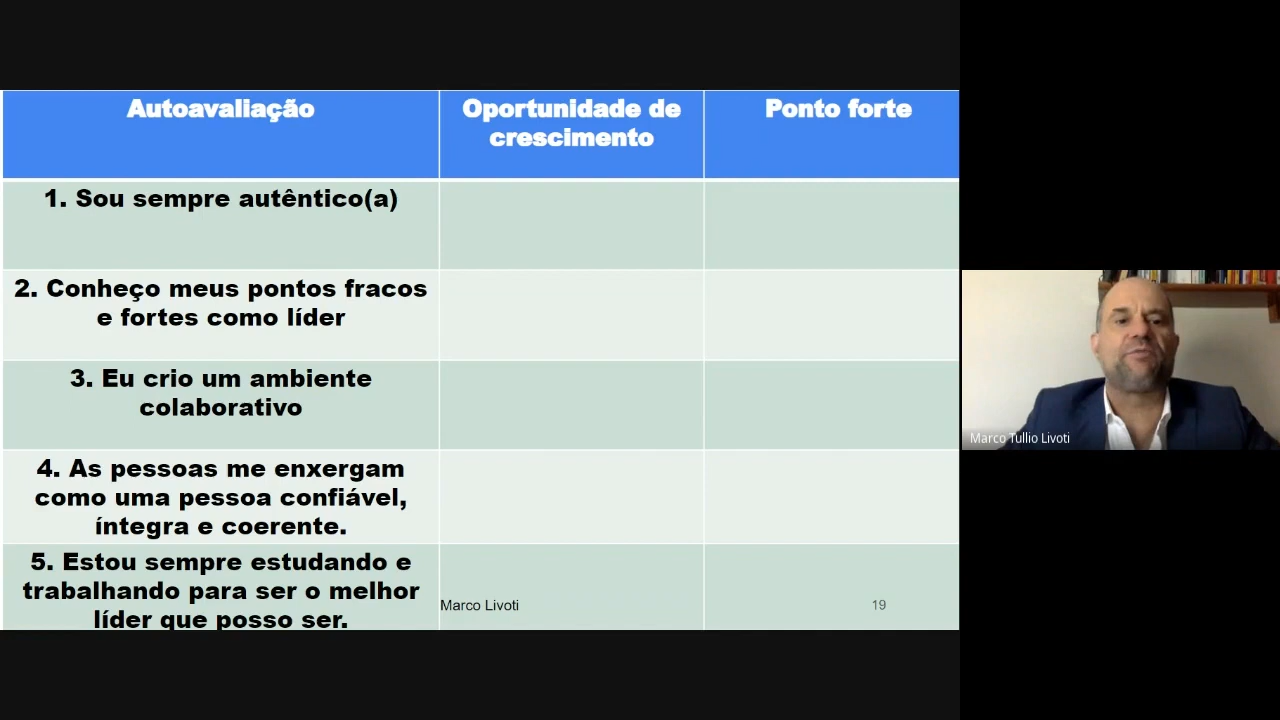 Autoavaliação
Oportunidade de
crescimento
Ponto forte
1. Sou sempre autêntico(a)
2. Conheço meus pontos fracos
e fortes como líder
3. Eu crio um ambiente
colaborativo
4. As pessoas me enxergam
como uma pessoa confiável,
íntegra e coerente.
5. Estou sempre estudando e
trabalhando para ser o melhor
líder que posso ser.
Marco Livoti
19
Marco Tullio Livoti